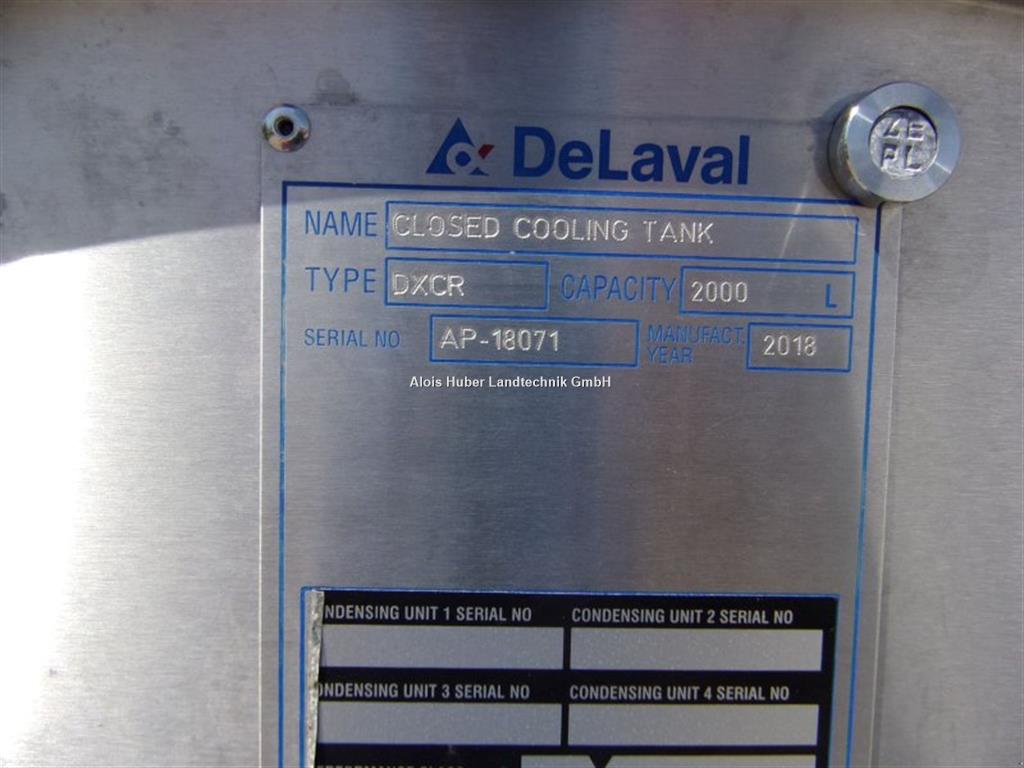 DeLaval
NAME CLOSED COOLING TANK
TYPE DXCR CAPACITY 2000 L
SERIAL NO AP-18071 MANUFACT. YEAR 2018
Alois Huber Landtechnik GmbH
NDENSING UNIT 1 SERIAL NO CONDENSING UNIT 2 SERIAL NO
ONDENSING UNIT 3 SERIAL NO CONDENSING UNIT 4 SERIAL NO